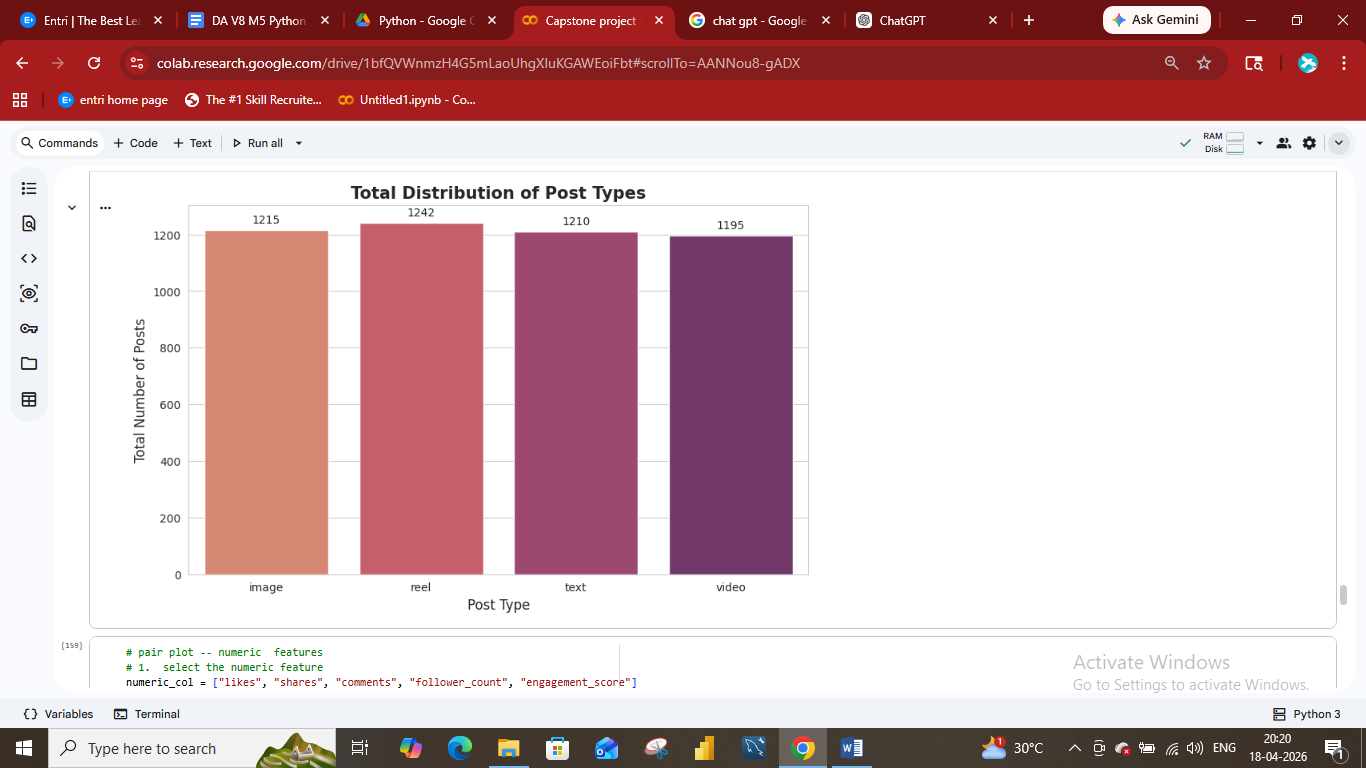 Entri | The Best Le
DA V8 M5 Python
Python - Google
Capstone project
chat gpt - Google
ChatGPT
Ask Gemini
colab.research.google.com/drive/1bfQVWnmzH4G5mLaoUhgXluKGAWEoiFbt#scrollTo=AANNou8-gADX
entri home page
The #1 Skill Recruite...
Untitled1.ipynb - Co...
Commands
+ Code
+ Text
Run all
RAM
Disk
Total Distribution of Post Types
1215
1242
1210
1195
Total Number of Posts
1200
1000
800
600
400
200
0
image
reel
text
video
Post Type
[159]
# pair plot -- numeric  features
# 1.  select the numeric feature
numeric_col = ["likes", "shares", "comments", "follower_count", "engagement_score"]
Activate Windows
Go to Settings to activate Windows.
Variables
Terminal
Python 3
Type here to search
30°C
ENG
20:20
18-04-2026
1